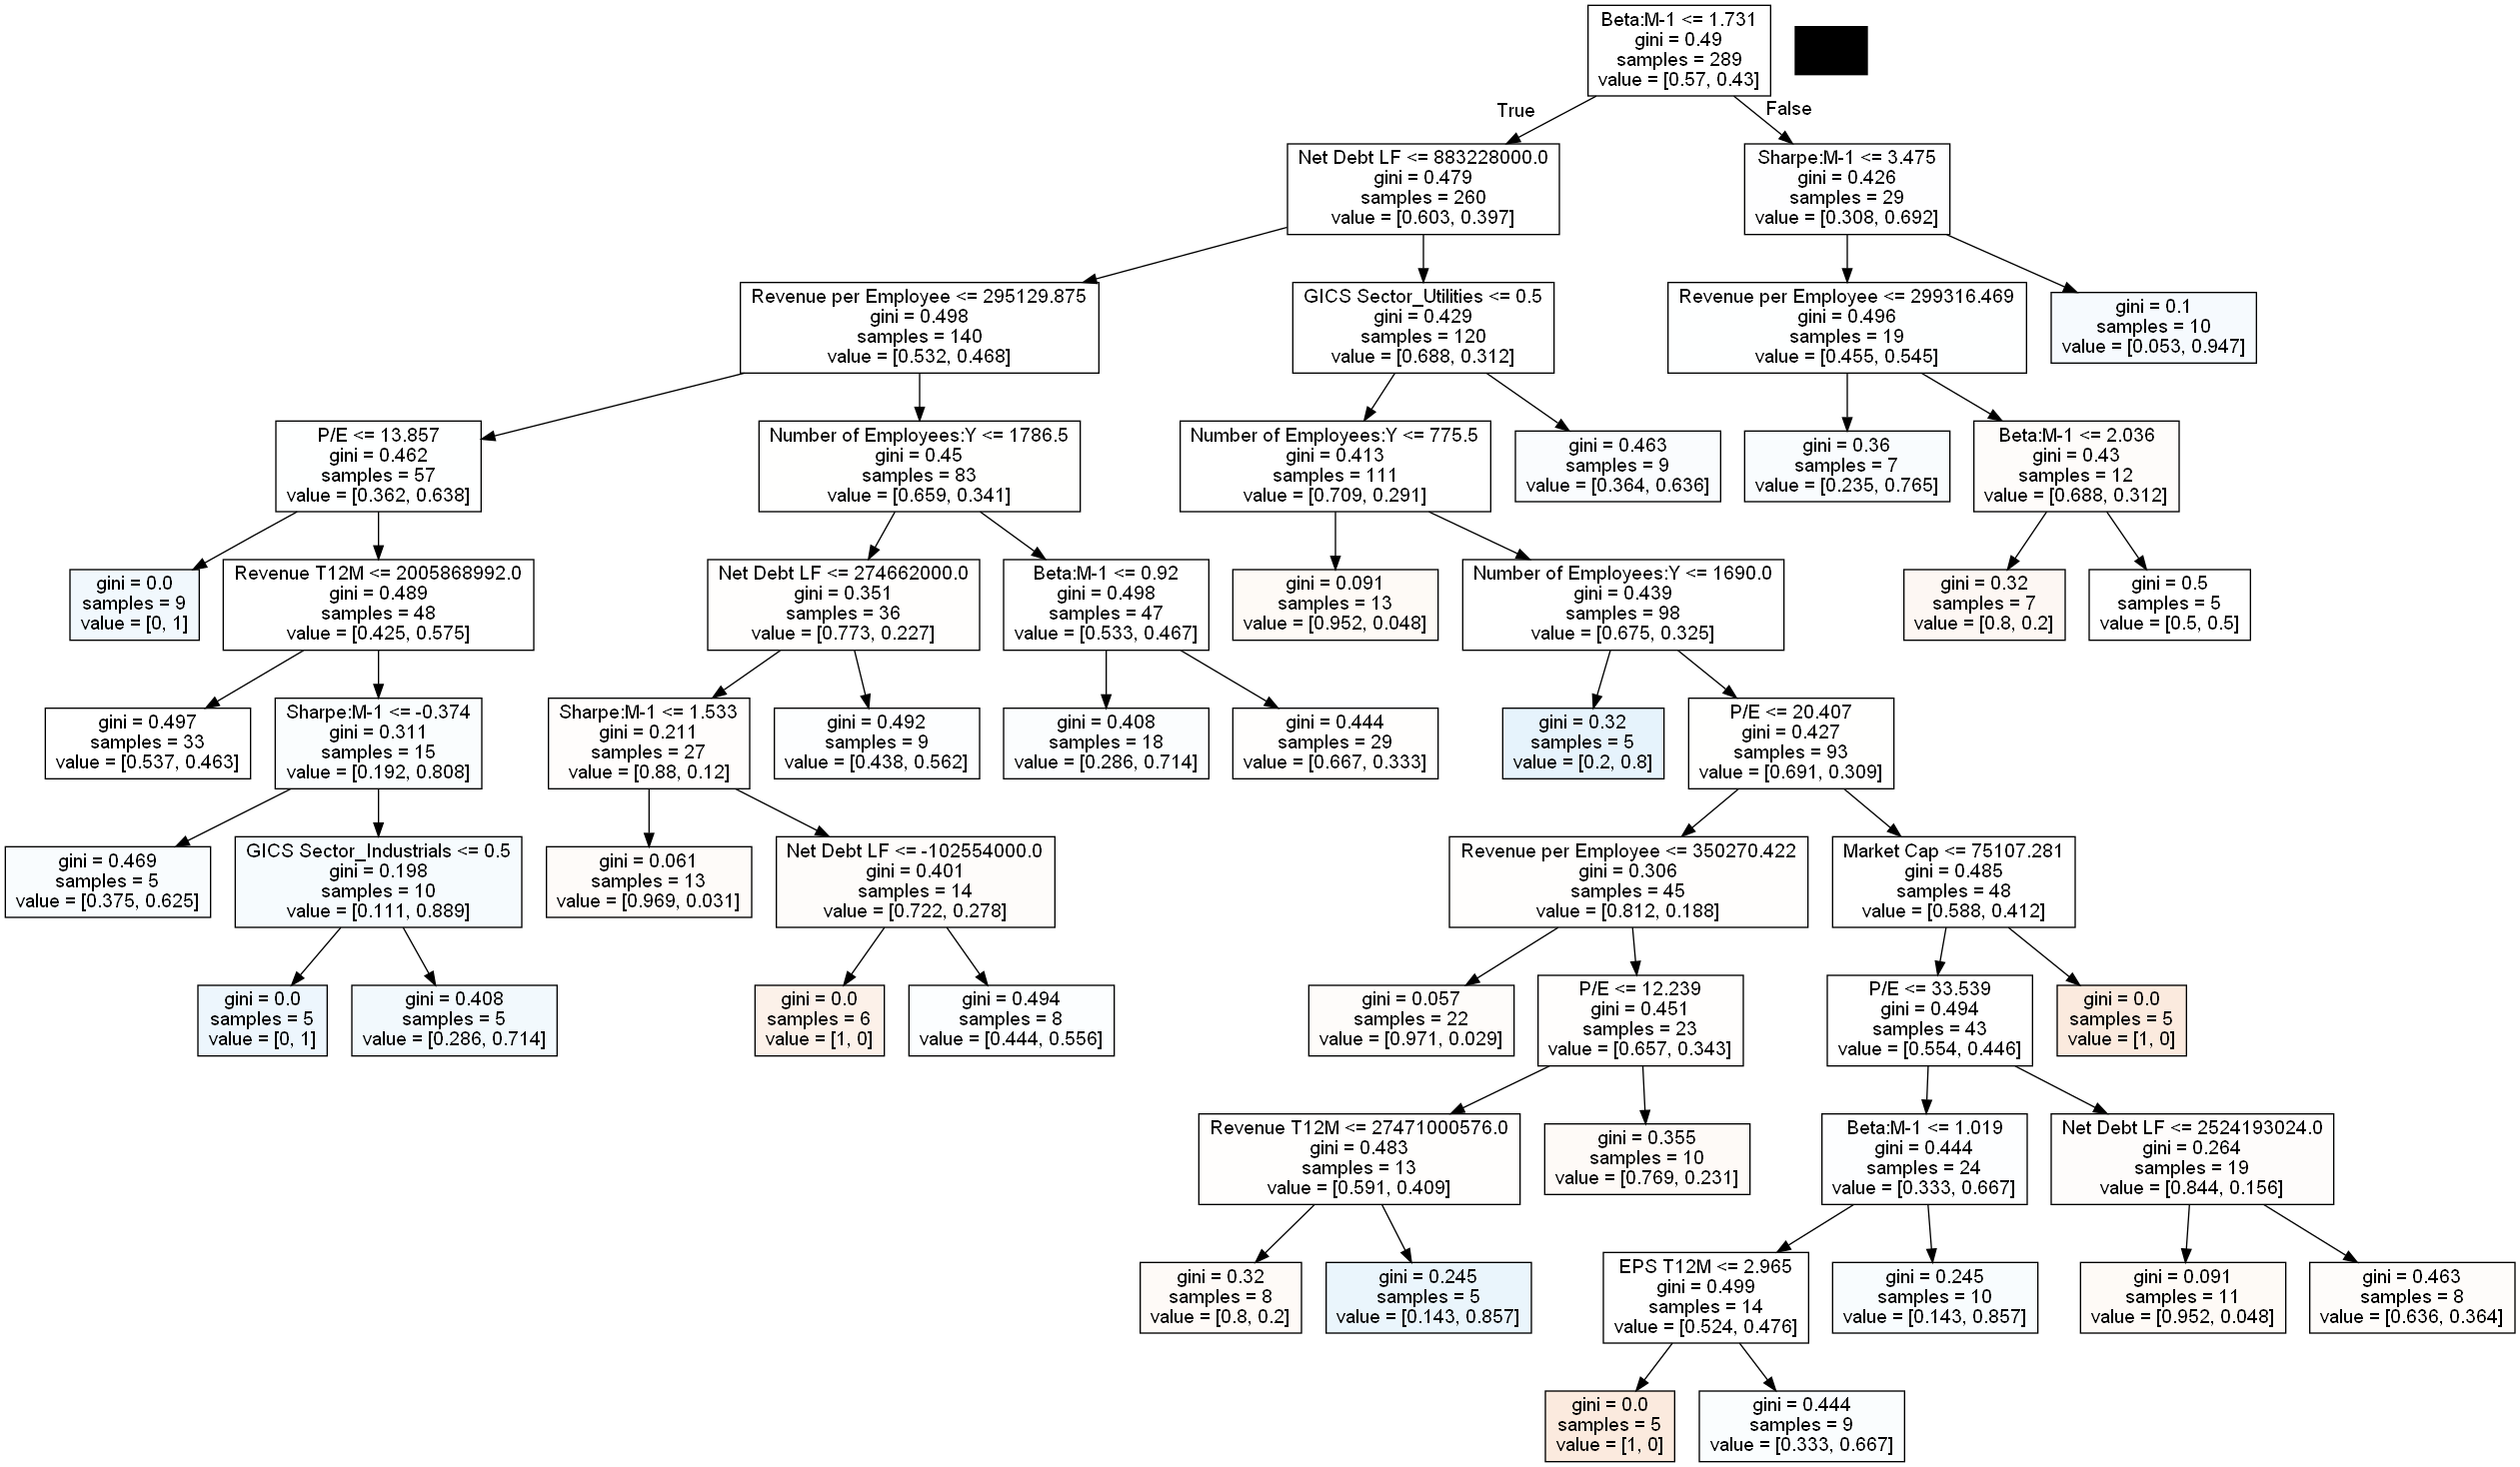 Beta:M-1 <= 1.731
gini = 0.49
samples = 289
value = [0.57, 0.43]
True
False
Net Debt LF <= 883228000.0
gini = 0.479
samples = 260
value = [0.603, 0.397]
Sharpe:M-1 <= 3.475
gini = 0.426
samples = 29
value = [0.308, 0.692]
Revenue per Employee <= 295129.875
gini = 0.498
samples = 140
value = [0.532, 0.468]
GICS Sector_Utilities <= 0.5
gini = 0.429
samples = 120
value = [0.688, 0.312]
Revenue per Employee <= 299316.469
gini = 0.496
samples = 19
value = [0.455, 0.545]
gini = 0.1
samples = 10
value = [0.053, 0.947]
P/E <= 13.857
gini = 0.462
samples = 57
value = [0.362, 0.638]
Number of Employees:Y <= 1786.5
gini = 0.45
samples = 83
value = [0.659, 0.341]
Number of Employees:Y <= 775.5
gini = 0.413
samples = 111
value = [0.709, 0.291]
gini = 0.463
samples = 9
value = [0.364, 0.636]
gini = 0.36
samples = 7
value = [0.235, 0.765]
Beta:M-1 <= 2.036
gini = 0.43
samples = 12
value = [0.688, 0.312]
gini = 0.0
samples = 9
value = [0, 1]
Revenue T12M <= 2005868992.0
gini = 0.489
samples = 48
value = [0.425, 0.575]
Net Debt LF <= 274662000.0
gini = 0.351
samples = 36
value = [0.773, 0.227]
Beta:M-1 <= 0.92
gini = 0.498
samples = 47
value = [0.533, 0.467]
gini = 0.091
samples = 13
value = [0.952, 0.048]
Number of Employees:Y <= 1690.0
gini = 0.439
samples = 98
value = [0.675, 0.325]
gini = 0.32
samples = 7
value = [0.8, 0.2]
gini = 0.5
samples = 5
value = [0.5, 0.5]
gini = 0.497
samples = 33
value = [0.537, 0.463]
Sharpe:M-1 <= -0.374
gini = 0.311
samples = 15
value = [0.192, 0.808]
Sharpe:M-1 <= 1.533
gini = 0.211
samples = 27
value = [0.88, 0.12]
gini = 0.492
samples = 9
value = [0.438, 0.562]
gini = 0.408
samples = 18
value = [0.286, 0.714]
gini = 0.444
samples = 29
value = [0.667, 0.333]
gini = 0.32
samples = 5
value = [0.2, 0.8]
P/E <= 20.407
gini = 0.427
samples = 93
value = [0.691, 0.309]
gini = 0.469
samples = 5
value = [0.375, 0.625]
GICS Sector_Industrials <= 0.5
gini = 0.198
samples = 10
value = [0.111, 0.889]
gini = 0.061
samples = 13
value = [0.969, 0.031]
Net Debt LF <= -102554000.0
gini = 0.401
samples = 14
value = [0.722, 0.278]
Revenue per Employee <= 350270.422
gini = 0.306
samples = 45
value = [0.812, 0.188]
Market Cap <= 75107.281
gini = 0.485
samples = 48
value = [0.588, 0.412]
gini = 0.0
samples = 5
value = [0, 1]
gini = 0.408
samples = 5
value = [0.286, 0.714]
gini = 0.0
samples = 6
value = [1, 0]
gini = 0.494
samples = 8
value = [0.444, 0.556]
gini = 0.057
samples = 22
value = [0.971, 0.029]
P/E <= 12.239
gini = 0.451
samples = 23
value = [0.657, 0.343]
P/E <= 33.539
gini = 0.494
samples = 43
value = [0.554, 0.446]
gini = 0.0
samples = 5
value = [1, 0]
Revenue T12M <= 27471000576.0
gini = 0.483
samples = 13
value = [0.591, 0.409]
gini = 0.355
samples = 10
value = [0.769, 0.231]
Beta:M-1 <= 1.019
gini = 0.444
samples = 24
value = [0.333, 0.667]
Net Debt LF <= 2524193024.0
gini = 0.264
samples = 19
value = [0.844, 0.156]
gini = 0.32
samples = 8
value = [0.8, 0.2]
gini = 0.245
samples = 5
value = [0.143, 0.857]
EPS T12M <= 2.965
gini = 0.499
samples = 14
value = [0.524, 0.476]
gini = 0.245
samples = 10
value = [0.143, 0.857]
gini = 0.091
samples = 11
value = [0.952, 0.048]
gini = 0.463
samples = 8
value = [0.636, 0.364]
gini = 0.0
samples = 5
value = [1, 0]
gini = 0.444
samples = 9
value = [0.333, 0.667]